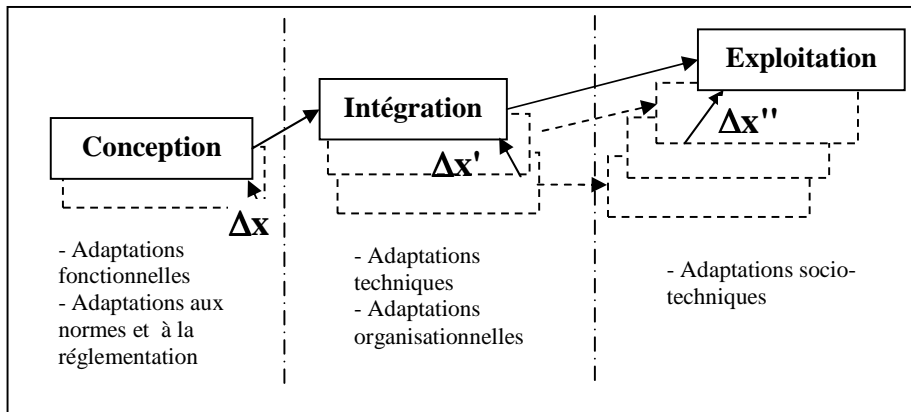 Conception
Δx
- Adaptations
fonctionnelles
- Adaptations aux
normes et à la
réglementation
Intégration
Δx'
- Adaptations
techniques
- Adaptations
organisationnelles
Exploitation
Δx''
- Adaptations socio-
techniques